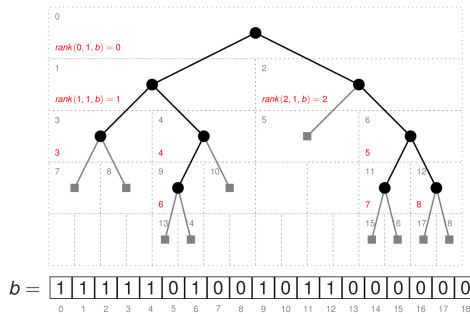 0
rank(0, 1, b) = 0
1 2
rank(1, 1, b) = 1 rank(2, 1, b) = 2
3 4 5 6
3 4 5
7 8 9 10 11 12
6 7 8
13 4 15 16 17 8
b = 1 1 1 1 1 0 1 0 0 1 0 1 1 0 0 0 0 0 0
0 1 2 3 4 5 6 7 8 9 10 11 12 13 14 15 16 17 18